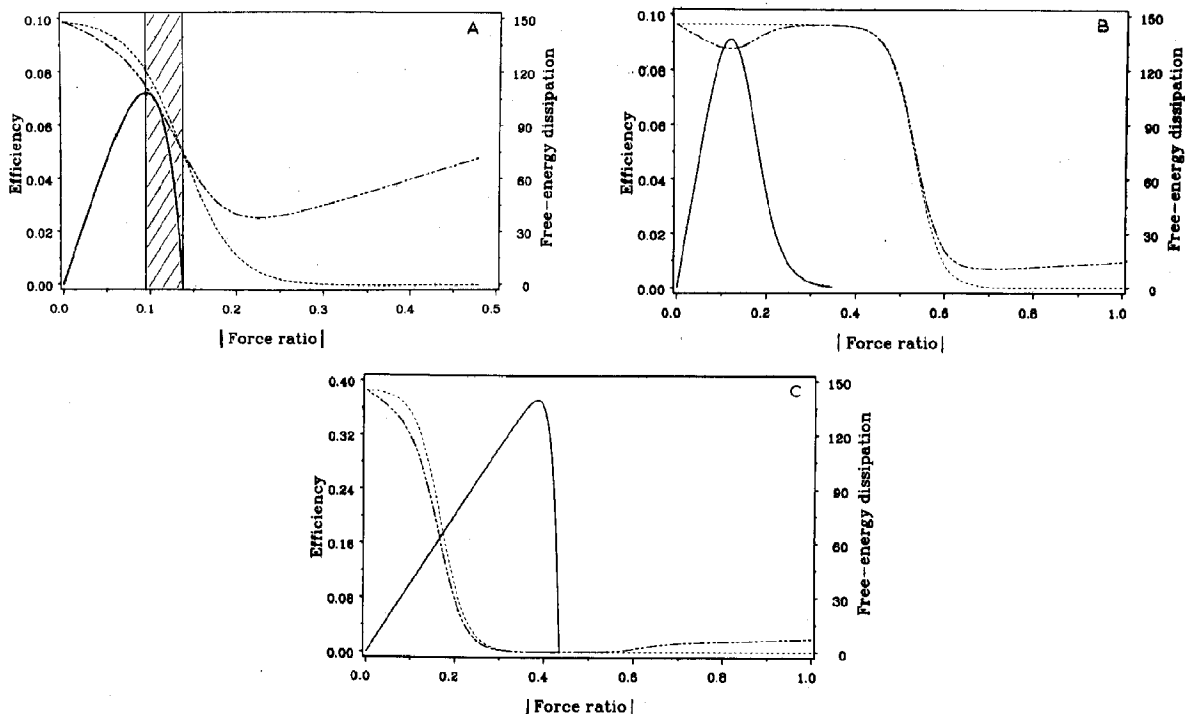 A
0.10
0.08
0.06
0.04
0.02
0.00
Efficiency
150
120
90
60
30
0
Free-energy dissipation
0.0 0.1 0.2 0.3 0.4 0.5
|Force ratio|
B
0.10
0.08
0.06
0.04
0.02
0.00
Efficiency
150
120
90
60
30
0
Free-energy dissipation
0.0 0.2 0.4 0.6 0.8 1.0
|Force ratio|
C
0.40
0.32
0.24
0.16
0.08
0.00
Efficiency
150
120
90
60
30
0
Free-energy dissipation
0.0 0.2 0.4 0.6 0.8 1.0
|Force ratio|